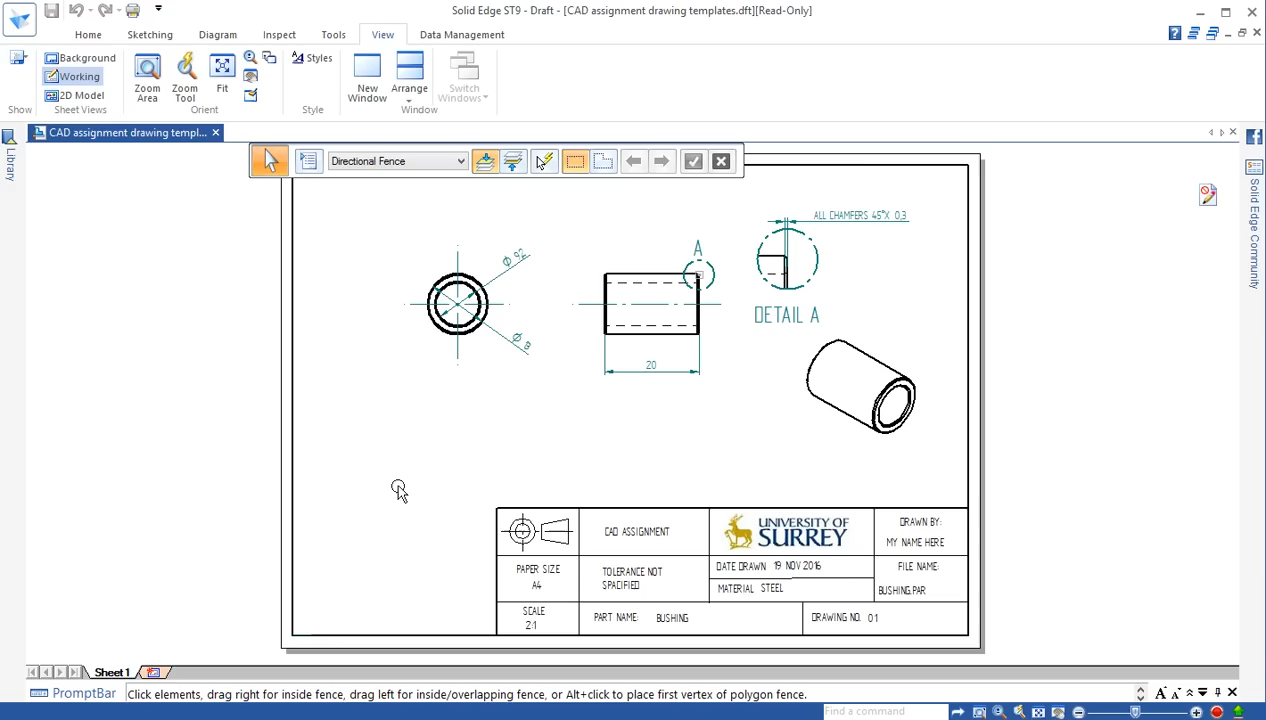 Solid Edge ST9 - Draft - [CAD assignment drawing templates.dft][Read-Only]
Home Sketching Diagram Inspect Tools View Data Management
Background
Working
2D Model
Zoom Area
Zoom Tool
Fit
Styles
New Window
Arrange
Switch Windows
Show Sheet Views Orient Style Window
CAD assignment drawing templ...
Library
Directional Fence
Solid Edge Community
ALL CHAMFERS 45°X 0,3
A
DETAIL A
20
CAD ASSIGNMENT
UNIVERSITY OF
SURREY
DRAWN BY:
MY NAME HERE
PAPER SIZE
A4
TOLERANCE NOT
SPECIFIED
DATE DRAWN 19 NOV 2016
MATERIAL STEEL
FILE NAME:
BUSHING.PAR
SCALE
2:1
PART NAME: BUSHING
DRAWING NO. 01
Sheet1
PromptBar
Click elements, drag right for inside fence, drag left for inside/overlapping fence, or Alt+click to place first vertex of polygon fence.
Find a command